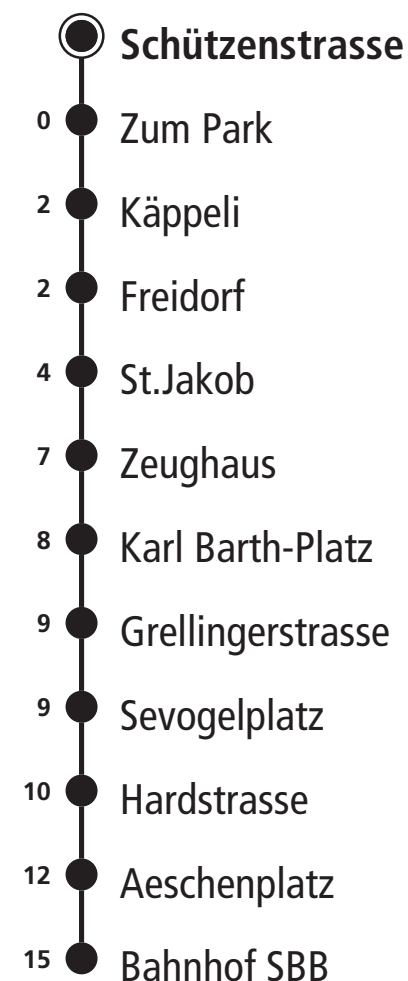 Schützenstrasse
0 Zum Park
2 Käppeli
2 Freidorf
4 St.Jakob
7 Zeughaus
8 Karl Barth-Platz
9 Grellingerstrasse
9 Sevogelplatz
10 Hardstrasse
12 Aeschenplatz
15 Bahnhof SBB